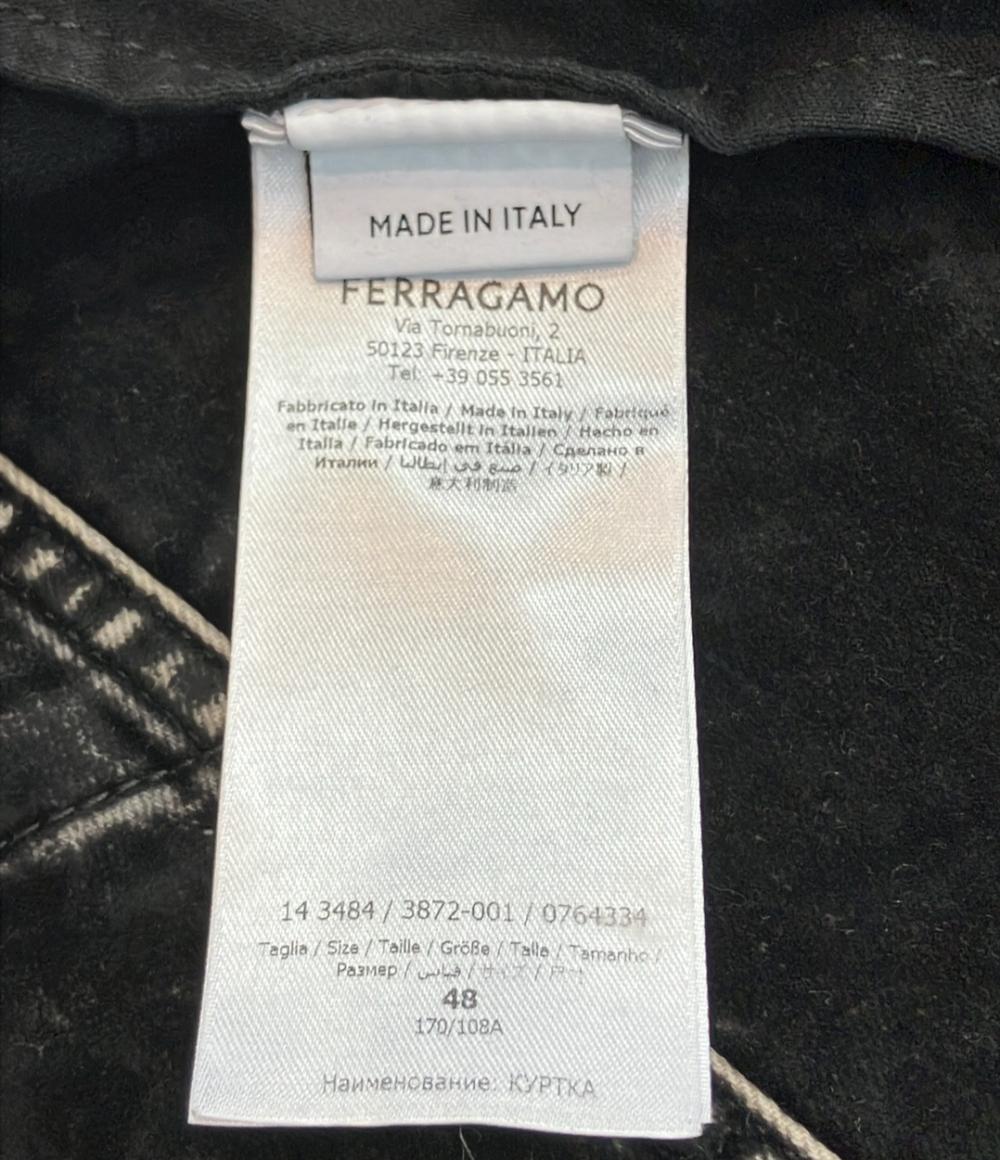 MADE IN ITALY
FERRAGAMO
Via Tornabuoni, 2
50123 Firenze - ITALIA
Tel: +39 055 3561
Fabbricato in Italia / Made in Italy / Fabriqué
en Italie / Hergestellt in Italien / Hecho en
Italia / Fabricado em Itália / Сделано в
Италии / صنع في إيطاليا / イタリア製 /
意大利制造
14 3484 / 3872-001 / 0764334
Taglia / Size / Taille / Größe / Talla / Tamanho /
Размер / قياس / サイズ / 尺寸
48
170/108A
Наименование: КУРТКА